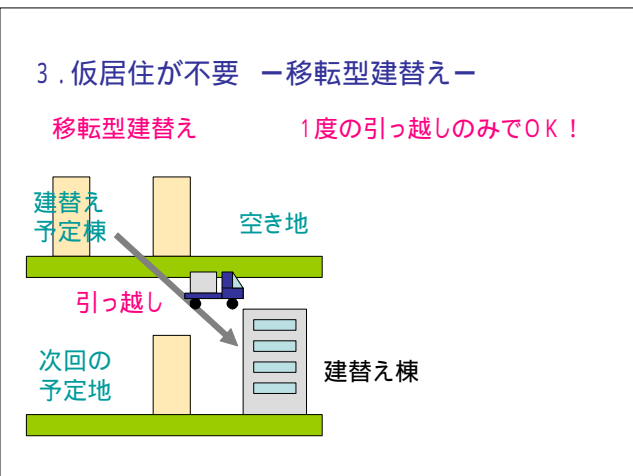 ３.仮居住が不要 ー移転型建替えー
移転型建替え 1度の引っ越しのみでOK！
建替え
予定棟
空き地
引っ越し
次回の
予定地
建替え棟